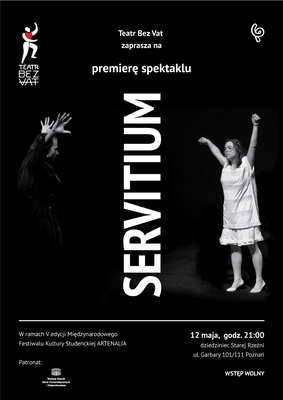 Teatr Bez Vat
zaprasza na
premierę spektaklu
TEATR
BEZ
VAT
SERVITIUM
W ramach V edycji Międzynarodowego
Festiwalu Kultury Studenckiej ARTENALIA
12 maja, godz. 21:00
dziedziniec Starej Rzeźni
ul. Garbary 101/111 Poznań
Patronat:
WSTĘP WOLNY